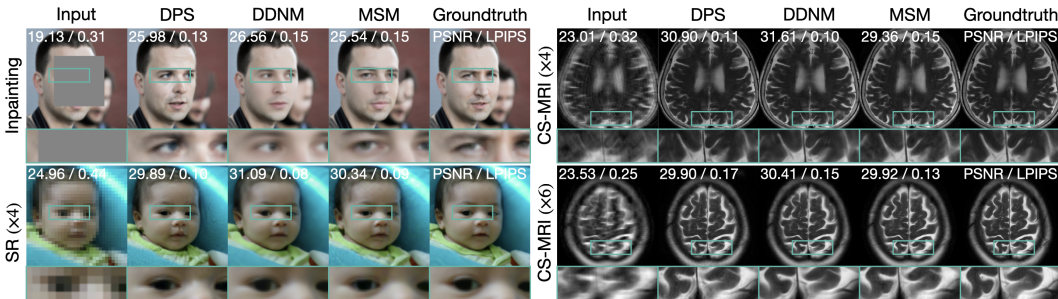 Input DPS DDNM MSM Groundtruth
Inpainting
19.13 / 0.31 25.98 / 0.13 26.56 / 0.15 25.54 / 0.15 PSNR / LPIPS
SR (×4)
24.96 / 0.44 29.89 / 0.10 31.09 / 0.08 30.34 / 0.09 PSNR / LPIPS
Input DPS DDNM MSM Groundtruth
CS-MRI (×4)
23.01 / 0.32 30.90 / 0.11 31.61 / 0.10 29.36 / 0.15 PSNR / LPIPS
CS-MRI (×6)
23.53 / 0.25 29.90 / 0.17 30.41 / 0.15 29.92 / 0.13 PSNR / LPIPS